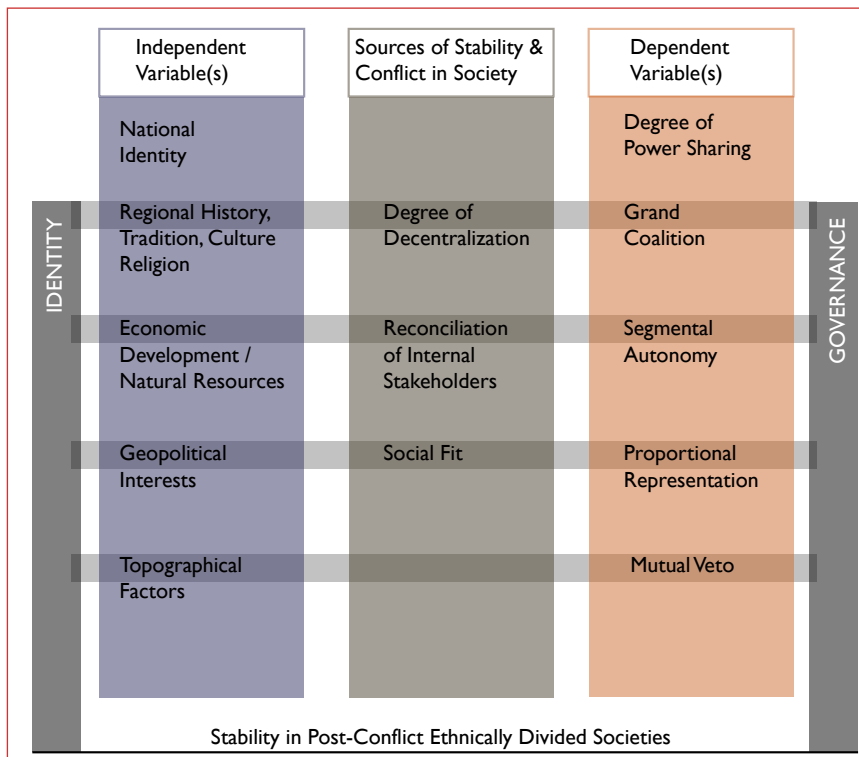 Independent
Variable(s)
Sources of Stability &
Conflict in Society
Dependent
Variable(s)
IDENTITY
National
Identity
Regional History,
Tradition, Culture
Religion
Economic
Development /
Natural Resources
Geopolitical
Interests
Topographical
Factors
Degree of
Decentralization
Reconciliation
of Internal
Stakeholders
Social Fit
Degree of
Power Sharing
Grand
Coalition
Segmental
Autonomy
Proportional
Representation
Mutual Veto
GOVERNANCE
Stability in Post-Conflict Ethnically Divided Societies